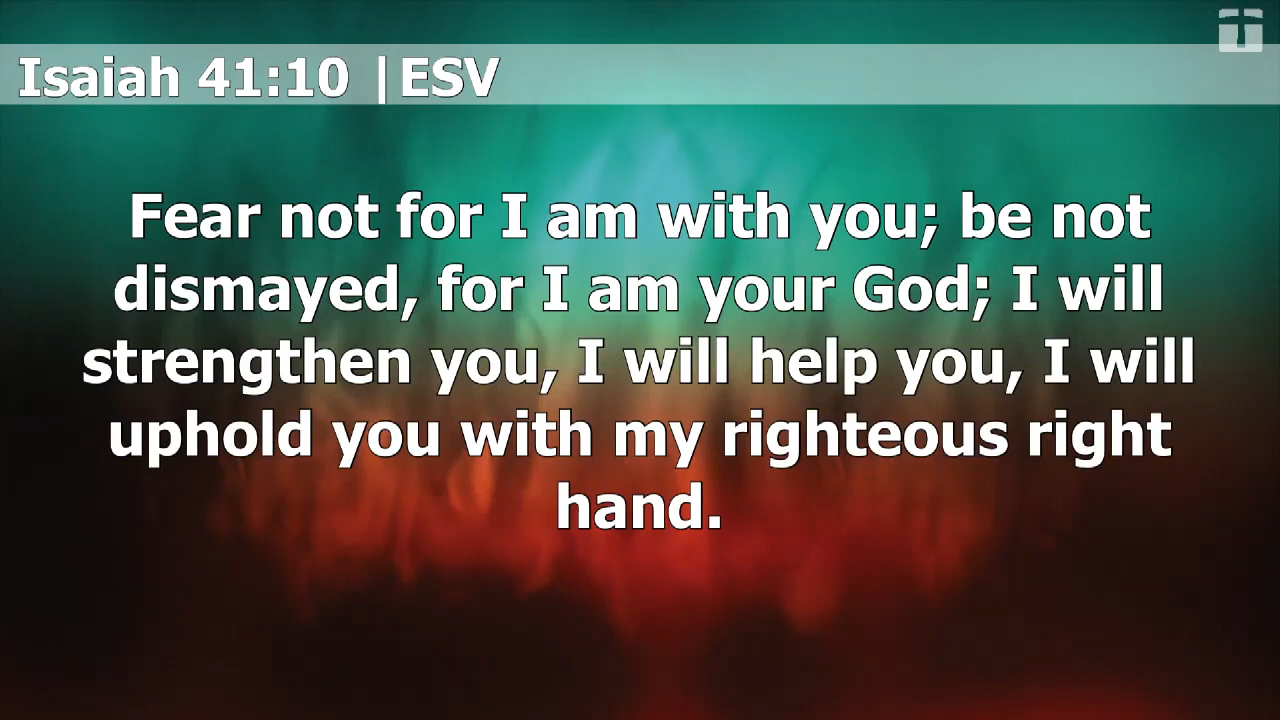 Isaiah 41:10 | ESV
Fear not for I am with you; be not
dismayed, for I am your God; I will
strengthen you, I will help you, I will
uphold you with my righteous right
hand.